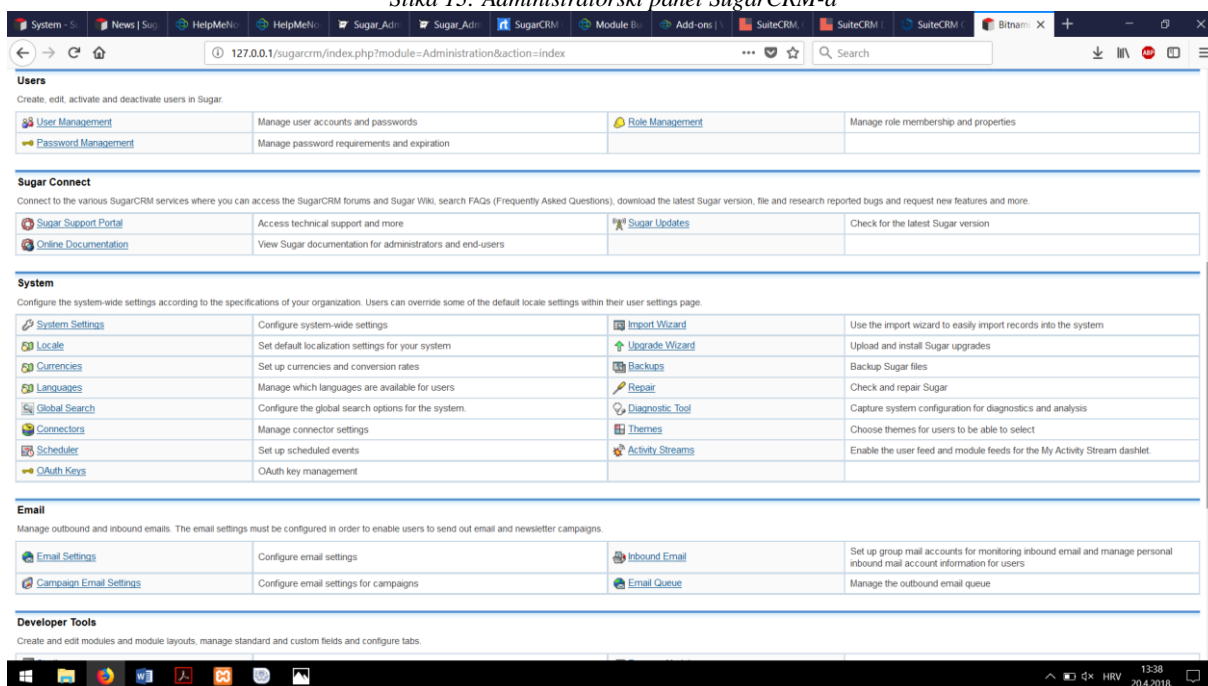 Slika 15. Administratorski panel SugarCRM-a
System - S
News | Sug
HelpMeNo
HelpMeNo
Sugar_Adm
Sugar_Adm
SugarCRM
Module Bu
Add-ons |
SuiteCRM,
SuiteCRM
SuiteCRM
Bitnami
127.0.0.1/sugarcrm/index.php?module=Administration&action=index
Search
Users
Create, edit, activate and deactivate users in Sugar.
User Management Manage user accounts and passwords Role Management Manage role membership and properties
Password Management Manage password requirements and expiration
Sugar Connect
Connect to the various SugarCRM services where you can access the SugarCRM forums and Sugar Wiki, search FAQs (Frequently Asked Questions), download the latest Sugar version, file and research reported bugs and request new features and more.
Sugar Support Portal Access technical support and more Sugar Updates Check for the latest Sugar version
Online Documentation View Sugar documentation for administrators and end-users
System
Configure the system-wide settings according to the specifications of your organization. Users can override some of the default locale settings within their user settings page.
System Settings Configure system-wide settings Import Wizard Use the import wizard to easily import records into the system
Locale Set default localization settings for your system Upgrade Wizard Upload and install Sugar upgrades
Currencies Set up currencies and conversion rates Backups Backup Sugar files
Languages Manage which languages are available for users Repair Check and repair Sugar
Global Search Configure the global search options for the system. Diagnostic Tool Capture system configuration for diagnostics and analysis
Connectors Manage connector settings Themes Choose themes for users to be able to select
Scheduler Set up scheduled events Activity Streams Enable the user feed and module feeds for the My Activity Stream dashlet.
OAuth Keys OAuth key management
Email
Manage outbound and inbound emails. The email settings must be configured in order to enable users to send out email and newsletter campaigns.
Email Settings Configure email settings Inbound Email Set up group mail accounts for monitoring inbound email and manage personal
inbound mail account information for users
Campaign Email Settings Configure email settings for campaigns Email Queue Manage the outbound email queue
Developer Tools
Create and edit modules and module layouts, manage standard and custom fields and configure tabs.
HRV
13:38
20.4.2018.